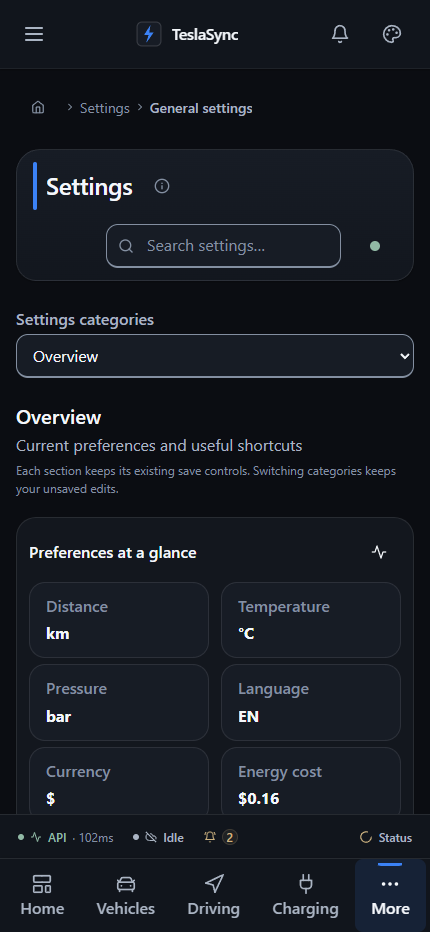 TeslaSync
Settings
General settings
Settings
Search settings...
Settings categories
Overview
Overview
Current preferences and useful shortcuts
Each section keeps its existing save controls. Switching categories keeps
your unsaved edits.
Preferences at a glance
Distance
km
Temperature
°C
Pressure
bar
Language
EN
Currency
$
Energy cost
$0.16
API · 102ms
Idle
2
Status
Home
Vehicles
Driving
Charging
More